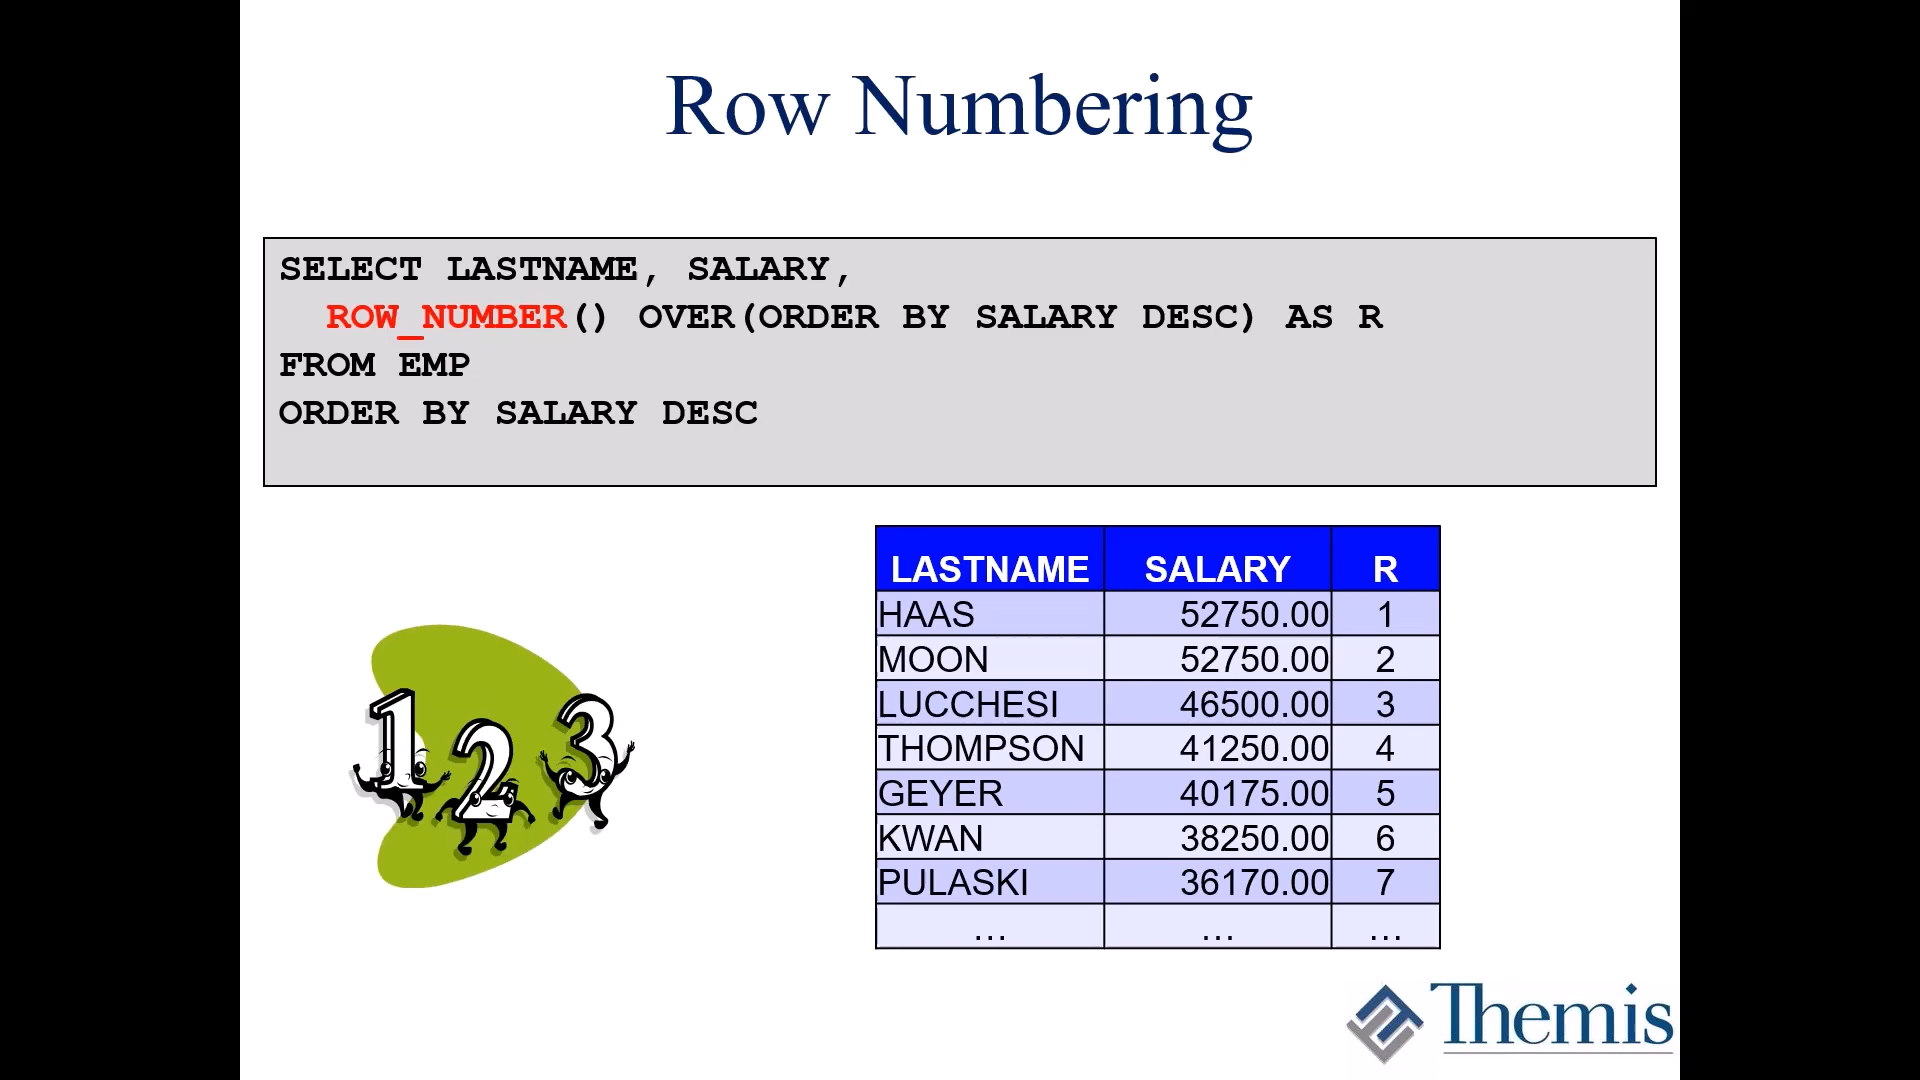 Row Numbering
SELECT LASTNAME, SALARY,
ROW_NUMBER() OVER(ORDER BY SALARY DESC) AS R
FROM EMP
ORDER BY SALARY DESC
LASTNAME SALARY R
HAAS 52750.00 1
MOON 52750.00 2
LUCCHESI 46500.00 3
THOMPSON 41250.00 4
GEYER 40175.00 5
KWAN 38250.00 6
PULASKI 36170.00 7
… … …
1 2 3
Themis